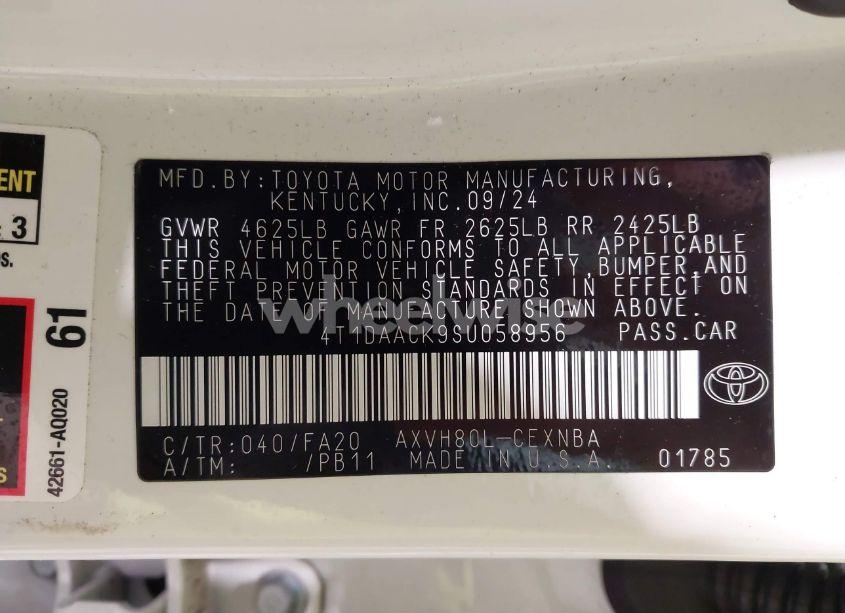 MFD.BY:TOYOTA MOTOR MANUFACTURING,
KENTUCKY,INC.09/24
GVWR 4625LB GAWR FR 2625LB RR 2425LB
THIS VEHICLE CONFORMS TO ALL APPLICABLE
FEDERAL MOTOR VEHICLE SAFETY,BUMPER,AND
THEFT PREVENTION STANDARDS IN EFFECT ON
THE DATE OF MANUFACTURE SHOWN ABOVE.
4T1DAACK9SU058956 PASS.CAR
C/TR:040/FA20 AXVH80L-CEXNBA
A/TM: /PB11 MADE IN U.S.A. 01785
wheelwise
3
61
42661-AQ020